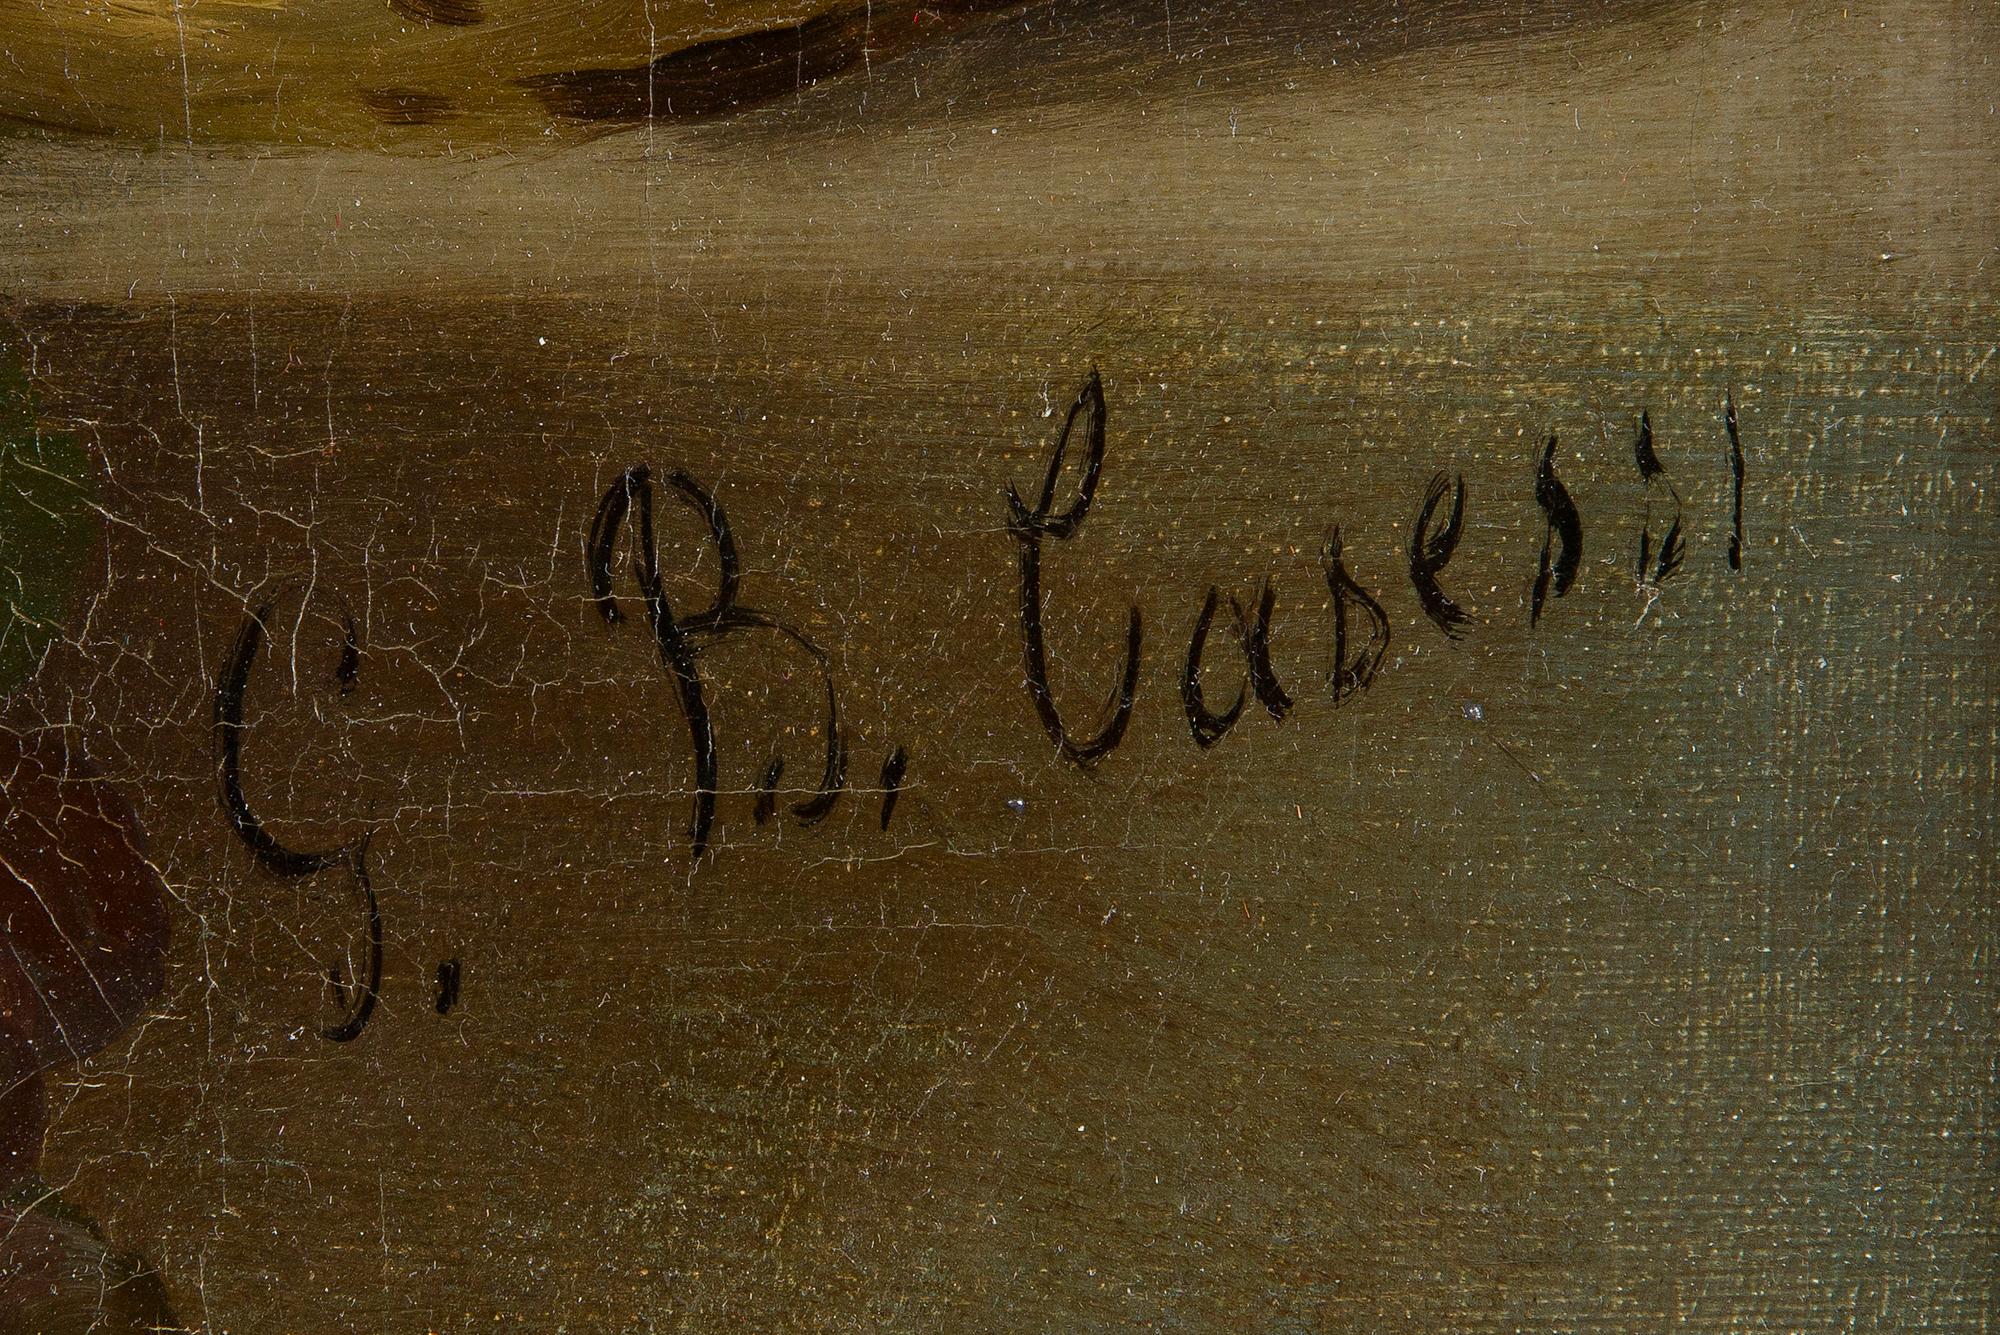 G. B. Casessi